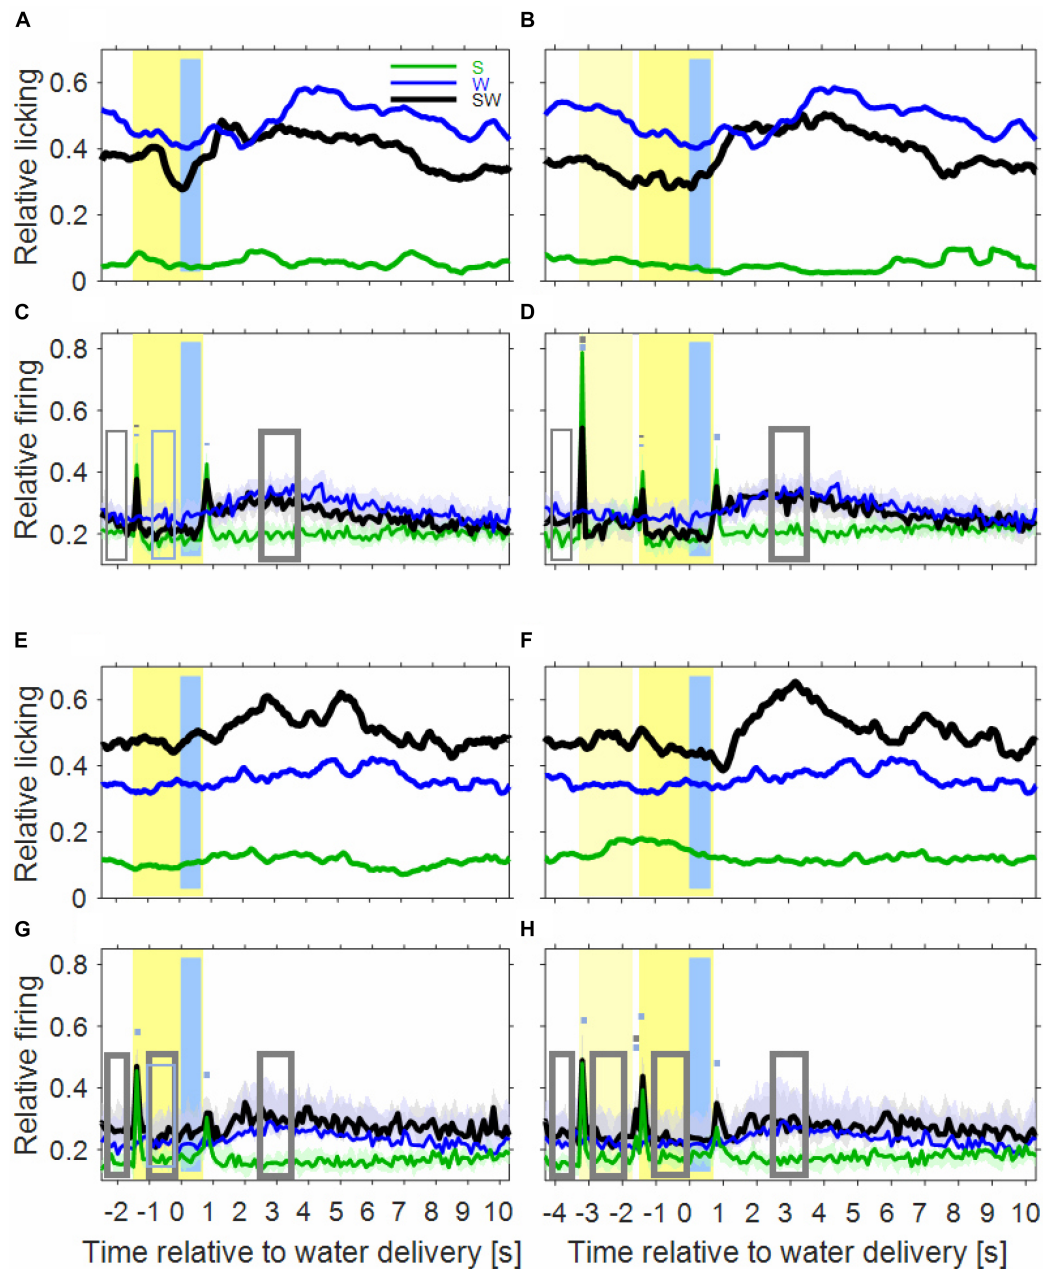 A
B
Relative licking
0.6
0.4
0.2
0
S
W
SW
C
D
Relative firing
0.8
0.6
0.4
0.2
E
F
Relative licking
0.6
0.4
0.2
0
G
H
Relative firing
0.8
0.6
0.4
0.2
-2 -1 0 1 2 3 4 5 6 7 8 9 10
-4 -3 -2 -1 0 1 2 3 4 5 6 7 8 9 10
Time relative to water delivery [s]
Time relative to water delivery [s]